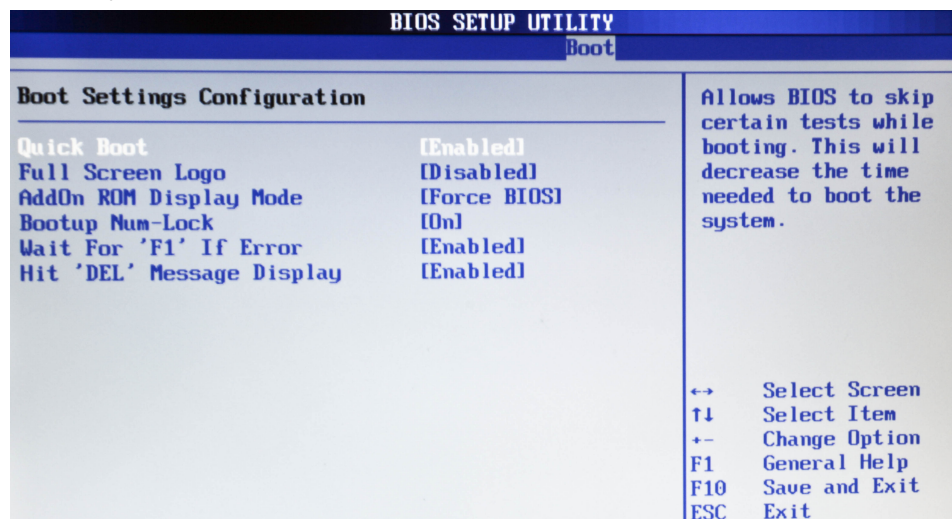 BIOS SETUP UTILITY
Boot
Boot Settings Configuration
Quick Boot [Enabled]
Full Screen Logo [Disabled]
AddOn ROM Display Mode [Force BIOS]
Bootup Num-Lock [On]
Wait For 'F1' If Error [Enabled]
Hit 'DEL' Message Display [Enabled]
Allows BIOS to skip
certain tests while
booting. This will
decrease the time
needed to boot the
system.
←→ Select Screen
↑↓ Select Item
+- Change Option
F1 General Help
F10 Save and Exit
ESC Exit